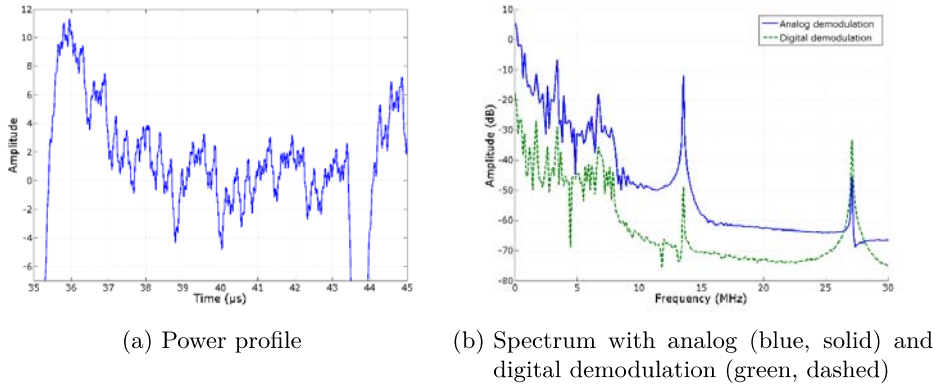 12
10
8
6
4
2
0
-2
-4
-6
35 36 37 38 39 40 41 42 43 44 45
Amplitude
Time (µs)
10
0
-10
-20
-30
-40
-50
-60
-70
-80
0 5 10 15 20 25 30
Amplitude (dB)
Frequency (MHz)
Analog demodulation
Digital demodulation
(a) Power profile
(b) Spectrum with analog (blue, solid) and
digital demodulation (green, dashed)